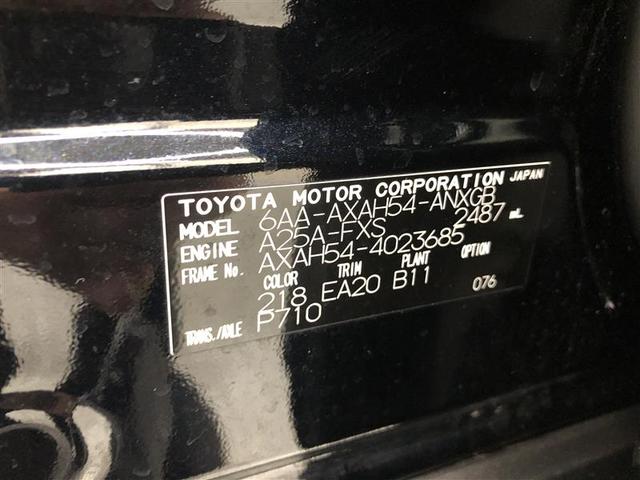 TOYOTA MOTOR CORPORATION JAPAN
MODEL 6AA-AXAH54-ANXGB
ENGINE A25A-FXS 2487 mL
FRAME No. AXAH54-4023685
COLOR TRIM PLANT OPTION
218 EA20 B11 076
TRANS./AXLE P710